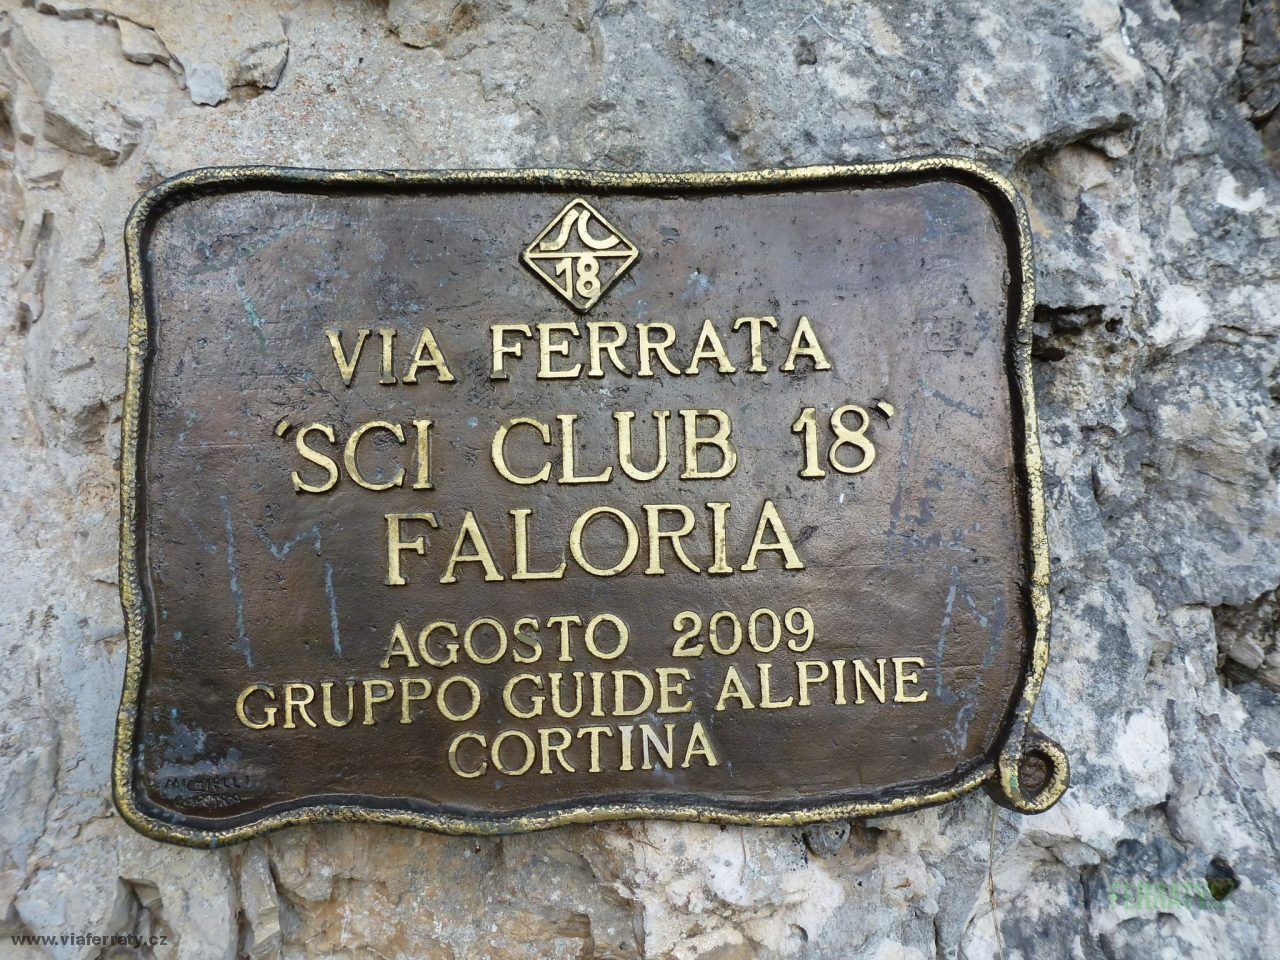 SC
18
VIA FERRATA
"SCI CLUB 18"
FALORIA
AGOSTO 2009
GRUPPO GUIDE ALPINE
CORTINA
www.viaferraty.cz